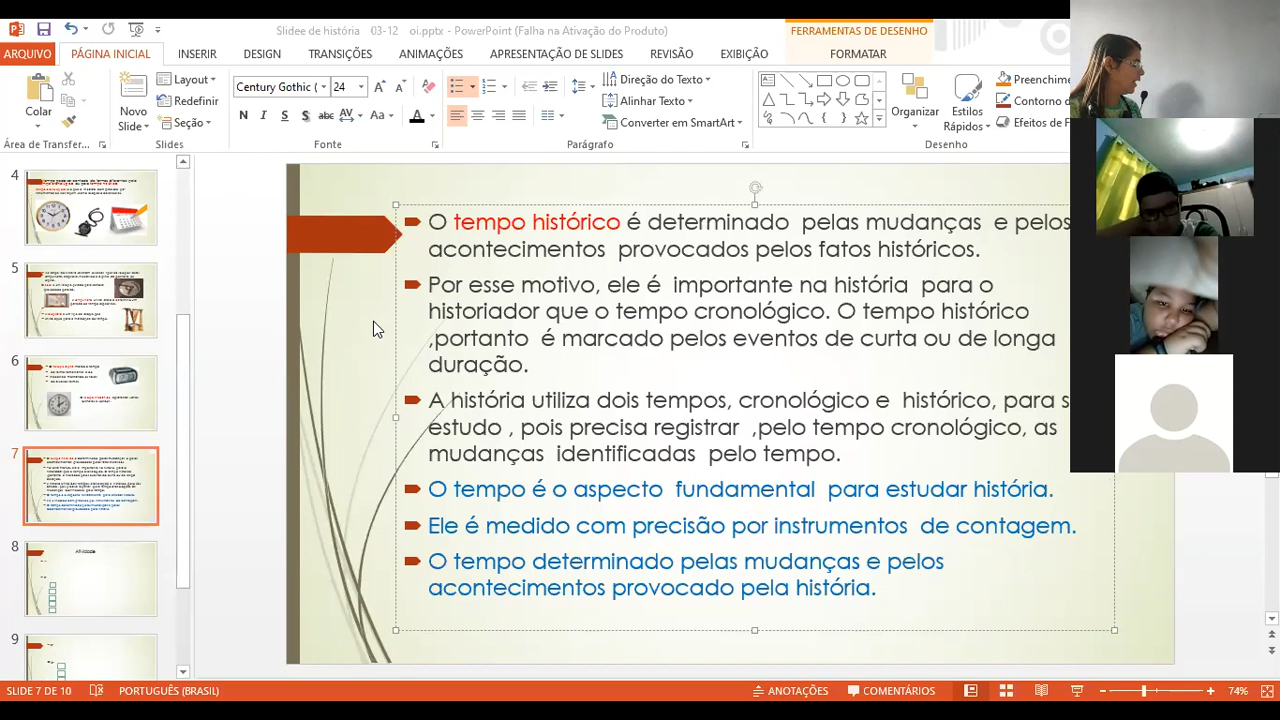 Slidee de história 03-12 oi.pptx - PowerPoint (Falha na Ativação do Produto)
FERRAMENTAS DE DESENHO
ARQUIVO PÁGINA INICIAL INSERIR DESIGN TRANSIÇÕES ANIMAÇÕES APRESENTAÇÃO DE SLIDES REVISÃO EXIBIÇÃO FORMATAR
Colar
Novo
Slide
Layout
Redefinir
Seção
Century Gothic (
24
Direção do Texto
Alinhar Texto
Converter em SmartArt
Organizar
Estilos
Rápidos
Preenchime
Contorno d
Efeitos de F
Área de Transfer...
Slides
Fonte
Parágrafo
Desenho
4
5
6
7
8
Atividade
9
O tempo histórico é determinado pelas mudanças e pelos
acontecimentos provocados pelos fatos históricos.
Por esse motivo, ele é importante na história para o
historiador que o tempo cronológico. O tempo histórico
,portanto é marcado pelos eventos de curta ou de longa
duração.
A história utiliza dois tempos, cronológico e histórico, para s
estudo , pois precisa registrar ,pelo tempo cronológico, as
mudanças identificadas pelo tempo.
O tempo é o aspecto fundamental para estudar história.
Ele é medido com precisão por instrumentos de contagem.
O tempo determinado pelas mudanças e pelos
acontecimentos provocado pela história.
SLIDE 7 DE 10 PORTUGUÊS (BRASIL) ANOTAÇÕES COMENTÁRIOS 74%